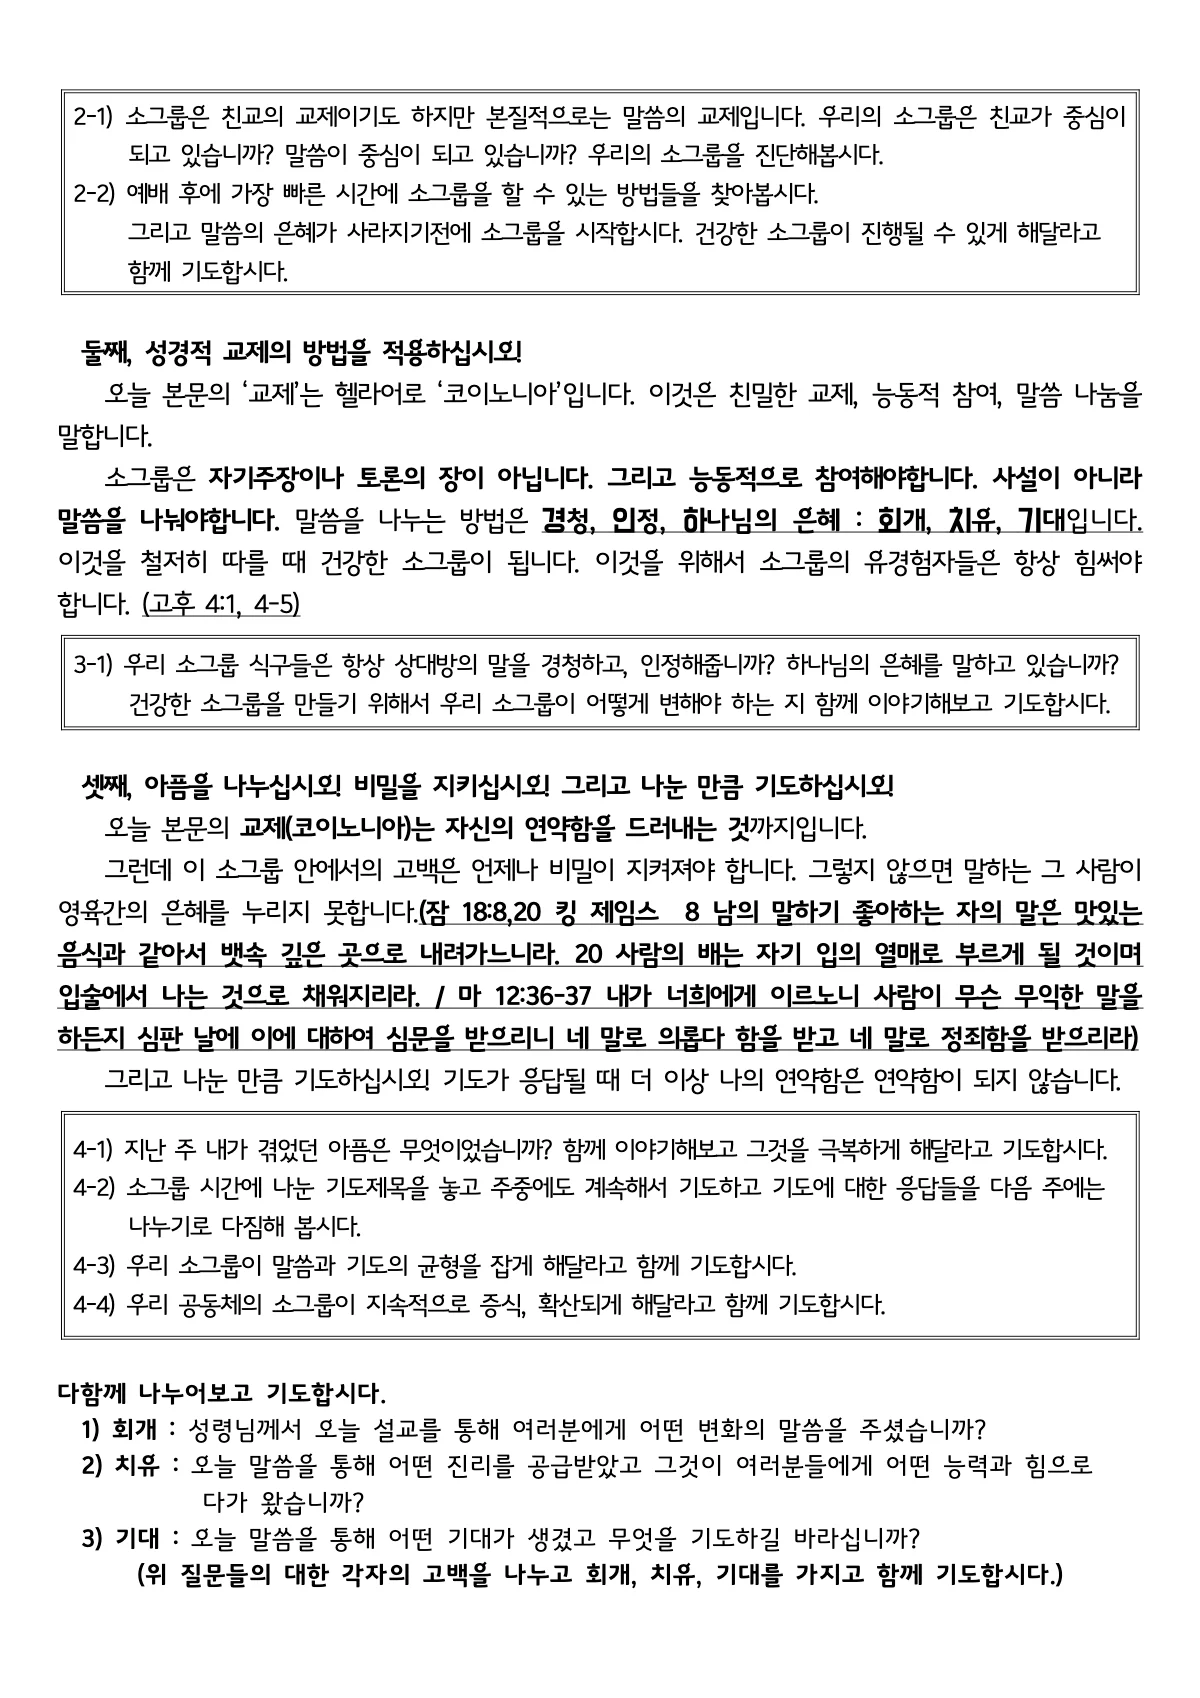 2-1) 소그룹은 친교의 교제이기도 하지만 본질적으로는 말씀의 교제입니다. 우리의 소그룹은 친교가 중심이
되고 있습니까? 말씀이 중심이 되고 있습니까? 우리의 소그룹을 진단해봅시다.
2-2) 예배 후에 가장 빠른 시간에 소그룹을 할 수 있는 방법들을 찾아봅시다.
그리고 말씀의 은혜가 사라지기전에 소그룹을 시작합시다. 건강한 소그룹이 진행될 수 있게 해달라고
함께 기도합시다.
둘째, 성경적 교제의 방법을 적용하십시오!
오늘 본문의 ‘교제’는 헬라어로 ‘코이노니아’입니다. 이것은 친밀한 교제, 능동적 참여, 말씀 나눔을
말합니다.
소그룹은 자기주장이나 토론의 장이 아닙니다. 그리고 능동적으로 참여해야합니다. 사설이 아니라
말씀을 나눠야합니다. 말씀을 나누는 방법은 경청, 인정, 하나님의 은혜 : 회개, 치유, 기대입니다.
이것을 철저히 따를 때 건강한 소그룹이 됩니다. 이것을 위해서 소그룹의 유경험자들은 항상 힘써야
합니다. (고후 4:1, 4-5)
3-1) 우리 소그룹 식구들은 항상 상대방의 말을 경청하고, 인정해줍니까? 하나님의 은혜를 말하고 있습니까?
건강한 소그룹을 만들기 위해서 우리 소그룹이 어떻게 변해야 하는 지 함께 이야기해보고 기도합시다.
셋째, 아픔을 나누십시오! 비밀을 지키십시오! 그리고 나눈 만큼 기도하십시오!
오늘 본문의 교제(코이노니아)는 자신의 연약함을 드러내는 것까지입니다.
그런데 이 소그룹 안에서의 고백은 언제나 비밀이 지켜져야 합니다. 그렇지 않으면 말하는 그 사람이
영육간의 은혜를 누리지 못합니다.(잠 18:8,20 킹 제임스 8 남의 말하기 좋아하는 자의 말은 맛있는
음식과 같아서 뱃속 깊은 곳으로 내려가느니라. 20 사람의 배는 자기 입의 열매로 부르게 될 것이며
입술에서 나는 것으로 채워지리라. / 마 12:36-37 내가 너희에게 이르노니 사람이 무슨 무익한 말을
하든지 심판 날에 이에 대하여 심문을 받으리니 네 말로 의롭다 함을 받고 네 말로 정죄함을 받으리라)
그리고 나눈 만큼 기도하십시오! 기도가 응답될 때 더 이상 나의 연약함은 연약함이 되지 않습니다.
4-1) 지난 주 내가 겪었던 아픔은 무엇이었습니까? 함께 이야기해보고 그것을 극복하게 해달라고 기도합시다.
4-2) 소그룹 시간에 나눈 기도제목을 놓고 주중에도 계속해서 기도하고 기도에 대한 응답들을 다음 주에는
나누기로 다짐해 봅시다.
4-3) 우리 소그룹이 말씀과 기도의 균형을 잡게 해달라고 함께 기도합시다.
4-4) 우리 공동체의 소그룹이 지속적으로 증식, 확산되게 해달라고 함께 기도합시다.
다함께 나누어보고 기도합시다.
1) 회개 : 성령님께서 오늘 설교를 통해 여러분에게 어떤 변화의 말씀을 주셨습니까?
2) 치유 : 오늘 말씀을 통해 어떤 진리를 공급받았고 그것이 여러분들에게 어떤 능력과 힘으로
다가 왔습니까?
3) 기대 : 오늘 말씀을 통해 어떤 기대가 생겼고 무엇을 기도하길 바라십니까?
(위 질문들의 대한 각자의 고백을 나누고 회개, 치유, 기대를 가지고 함께 기도합시다.)